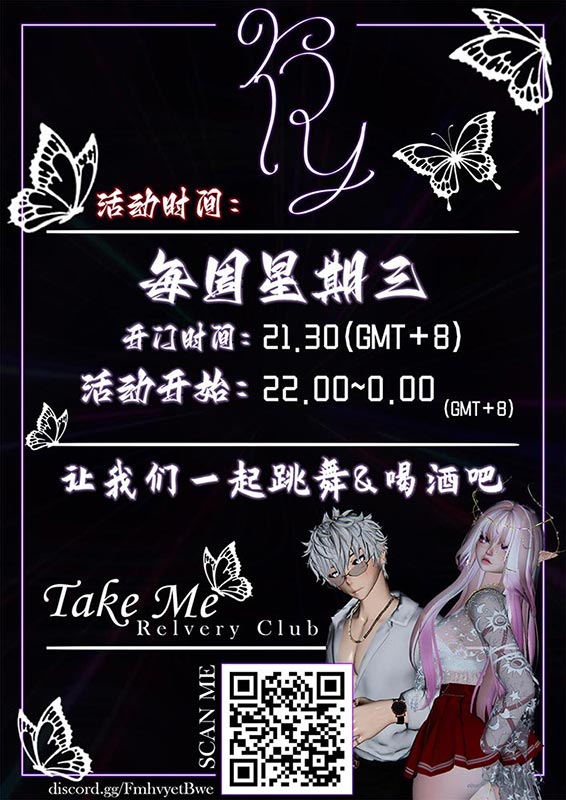 Ry
活动时间：
每周星期三
开门时间：21.30(GMT+8)
活动开始：22.00~0.00 (GMT+8)
让我们一起跳舞&喝酒吧
Take Me
Relvery Club
SCAN ME
discord.gg/FmhvyetBwc